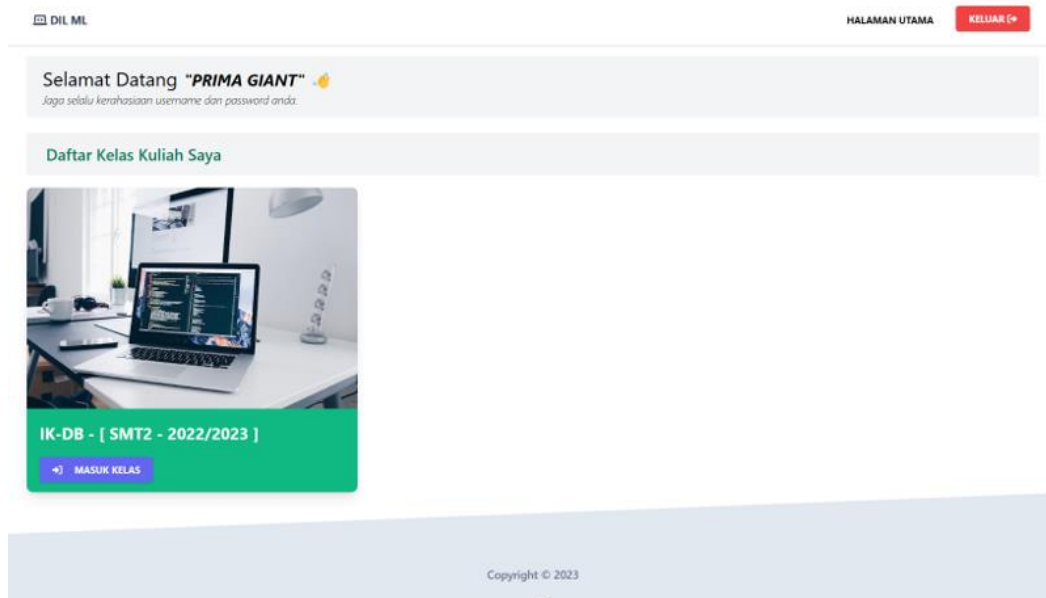 DIL ML
HALAMAN UTAMA
KELUAR
Selamat Datang "PRIMA GIANT" 👋
Jaga selalu kerahasiaan username dan password anda.
Daftar Kelas Kuliah Saya
IK-DB - [ SMT2 - 2022/2023 ]
MASUK KELAS
Copyright © 2023